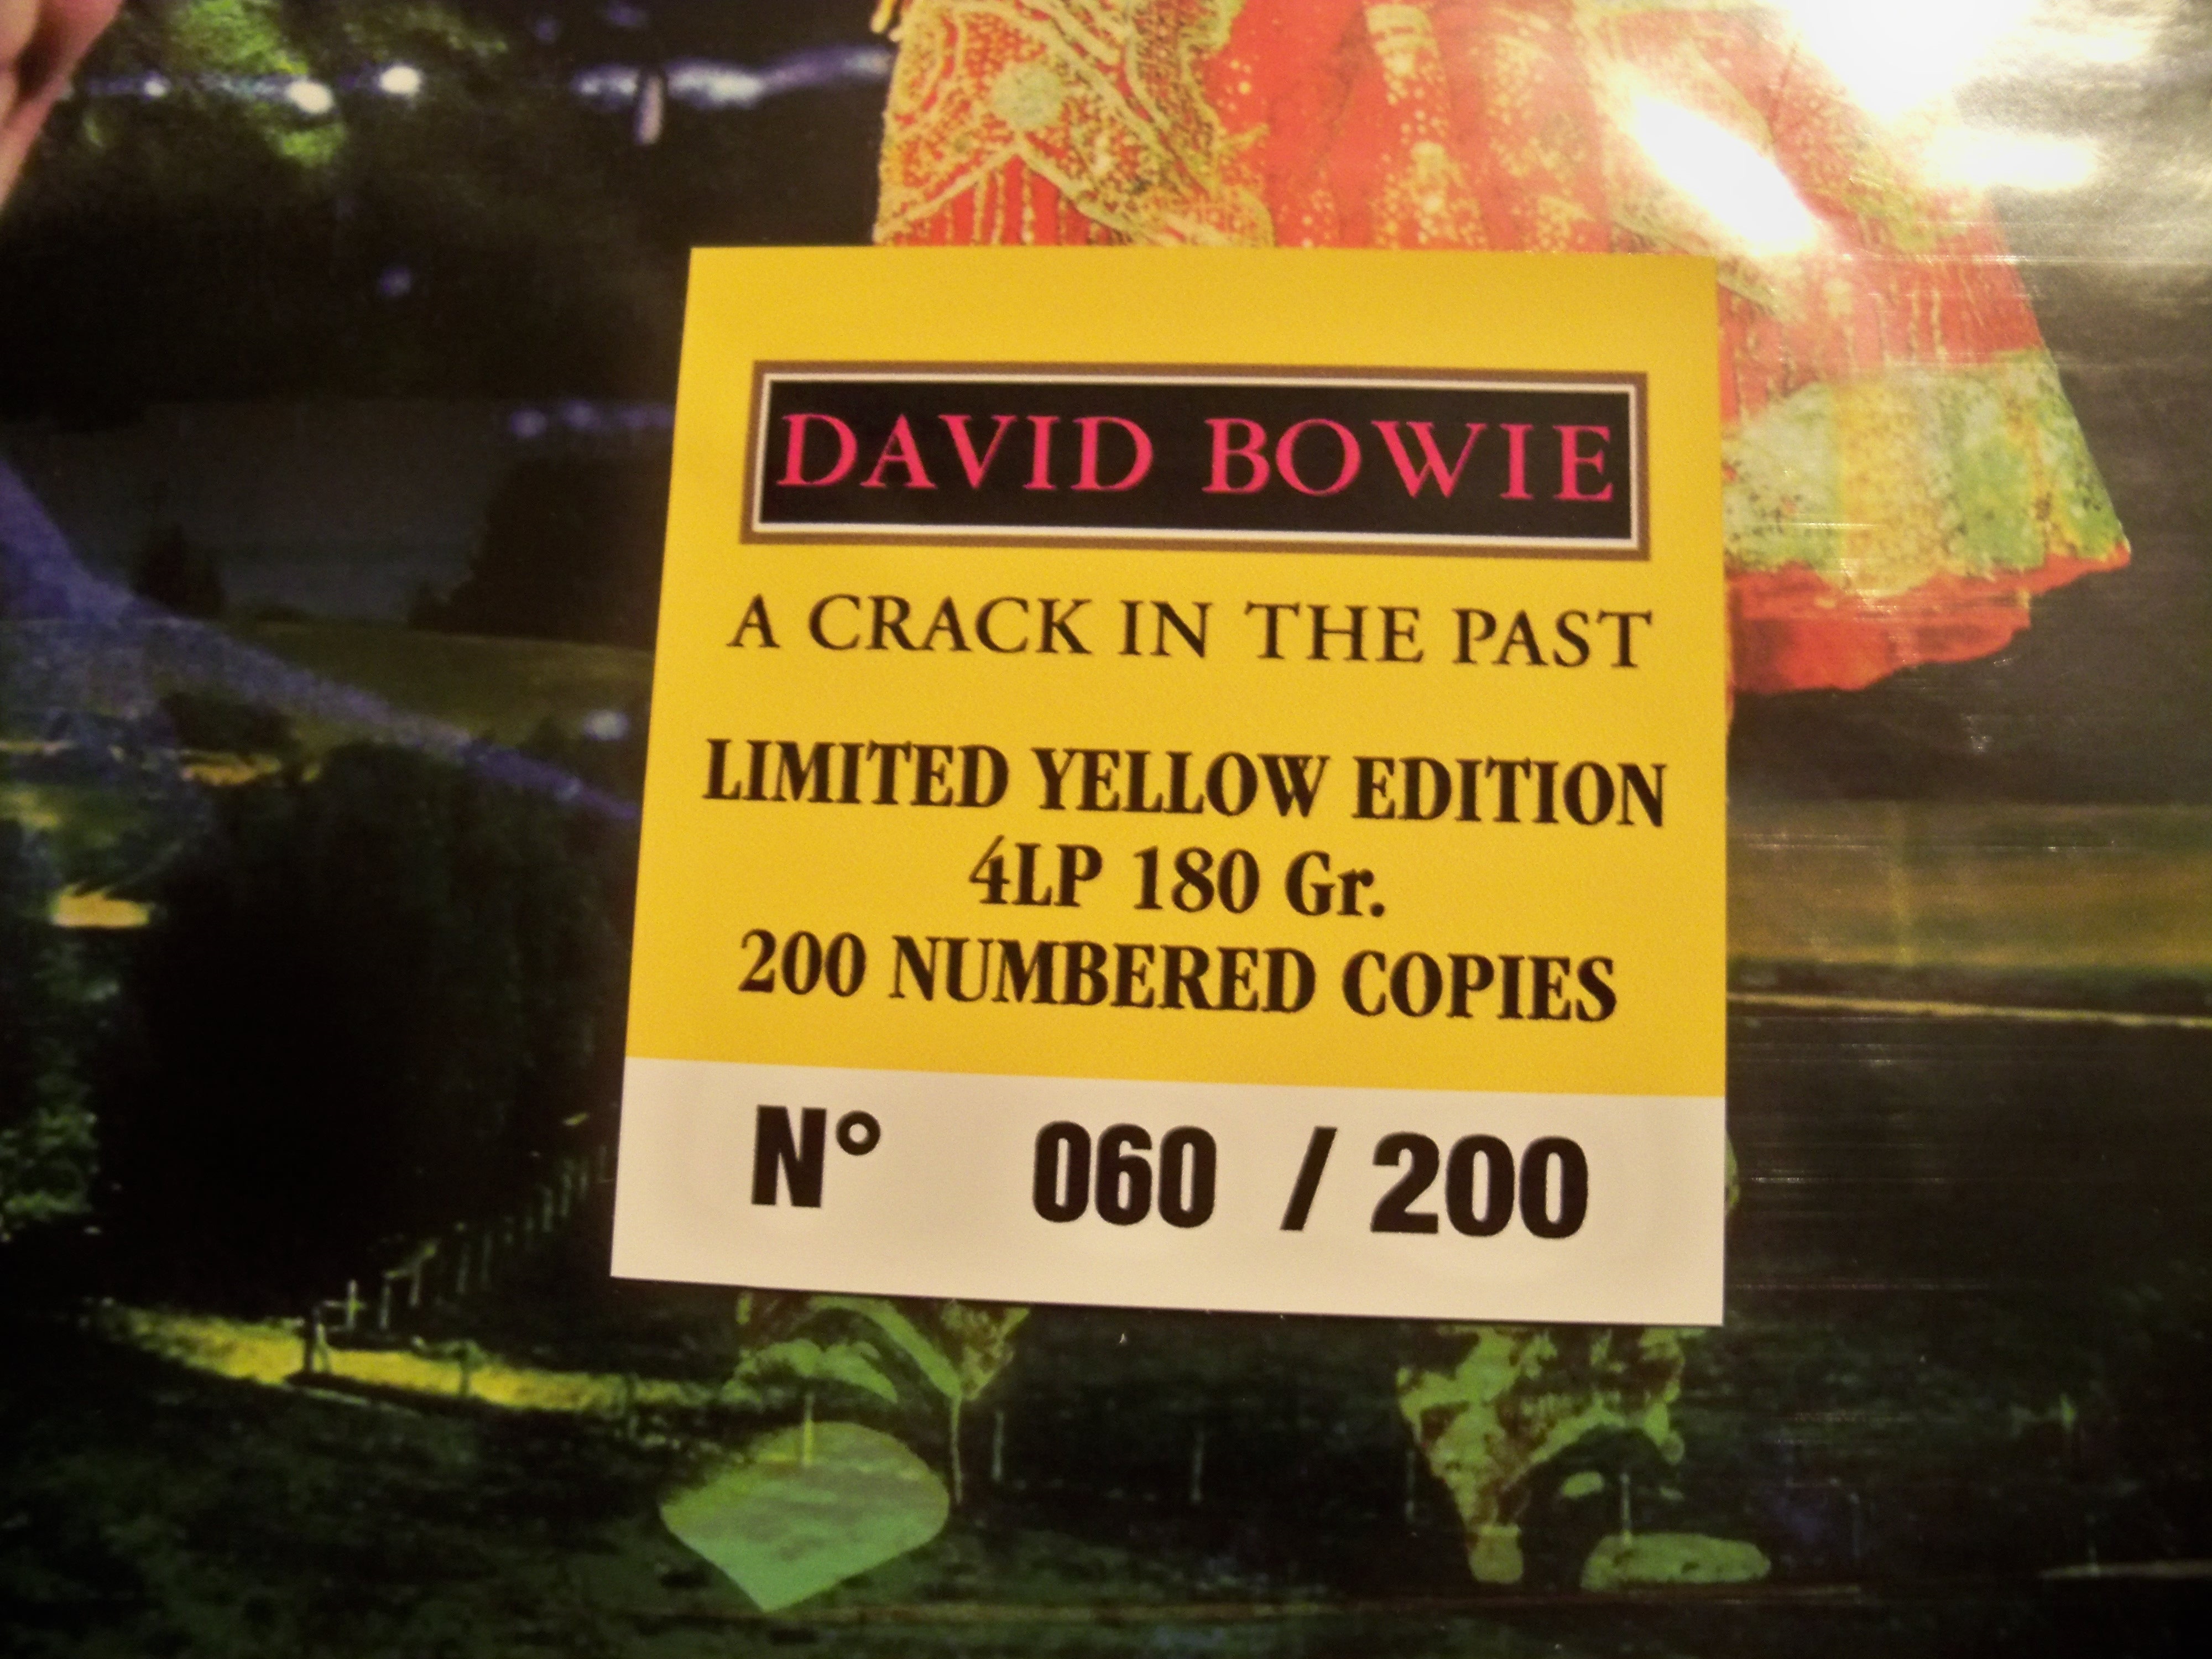 DAVID BOWIE
A CRACK IN THE PAST
LIMITED YELLOW EDITION
4LP 180 Gr.
200 NUMBERED COPIES
N° 060 / 200